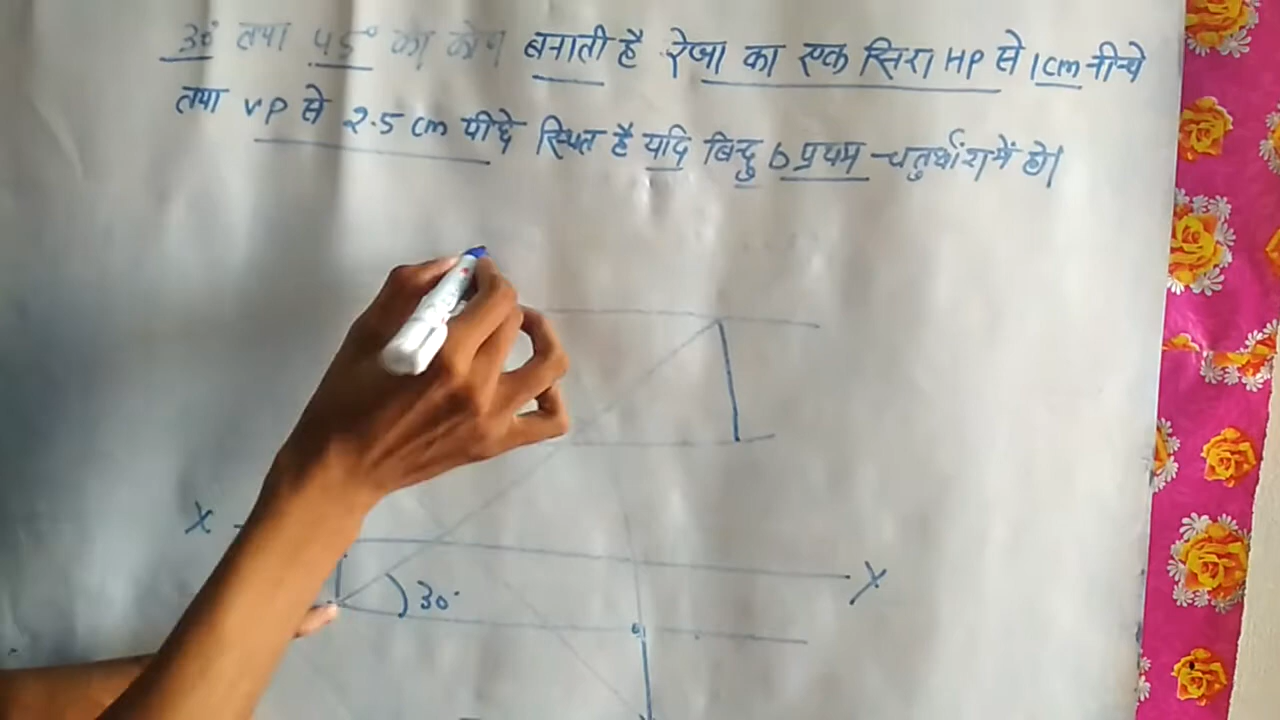 30° तथा 45° का कोण बनाती है रेखा का एक सिरा HP से 1cm नीचे
तथा VP से 2.5 cm पीछे स्थित है यदि बिन्दु b प्रथम चतुर्थांश में हो।
X
Y
30°